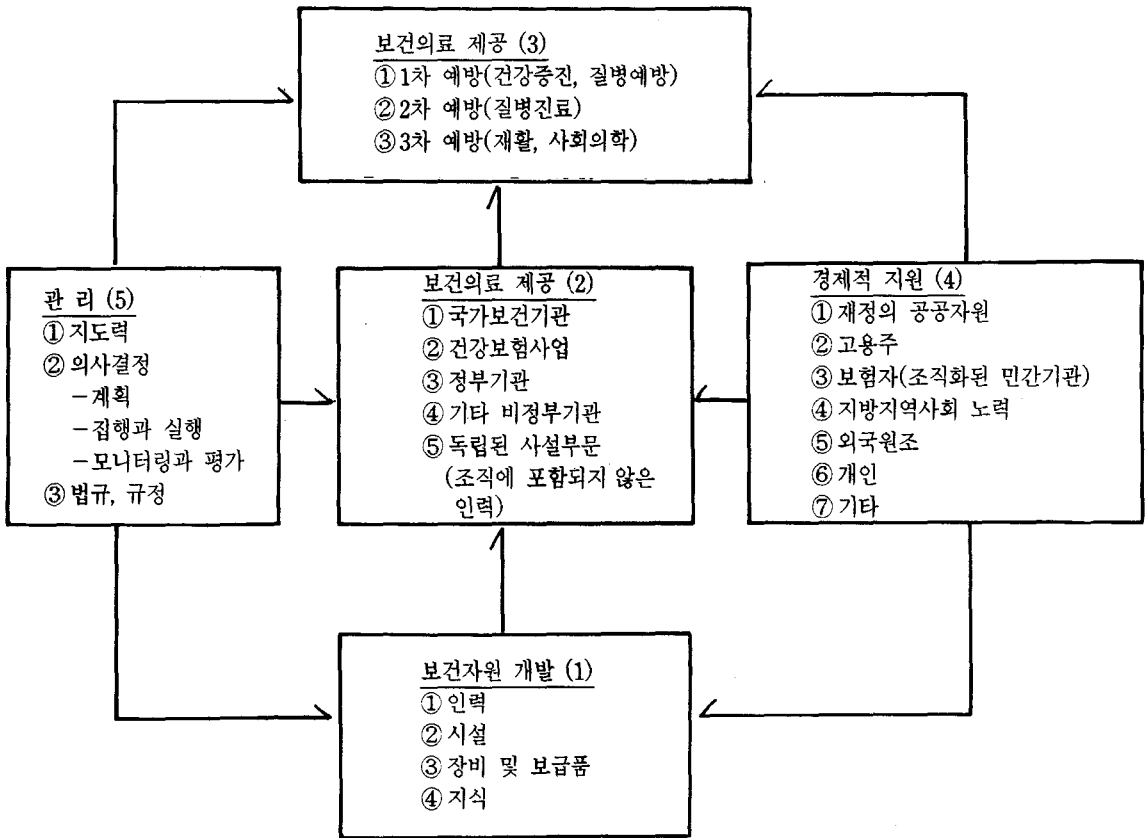 보건의료 제공 (3)
① 1차 예방(건강증진, 질병예방)
② 2차 예방(질병진료)
③ 3차 예방(재활, 사회의학)
관 리 (5)
① 지도력
② 의사결정
－계획
－집행과 실행
－모니터링과 평가
③ 법규, 규정
보건의료 제공 (2)
① 국가보건기관
② 건강보험사업
③ 정부기관
④ 기타 비정부기관
⑤ 독립된 사설부문
(조직에 포함되지 않은
인력)
경제적 지원 (4)
① 재정의 공공자원
② 고용주
③ 보험자(조직화된 민간기관)
④ 지방지역사회 노력
⑤ 외국원조
⑥ 개인
⑦ 기타
보건자원 개발 (1)
① 인력
② 시설
③ 장비 및 보급품
④ 지식